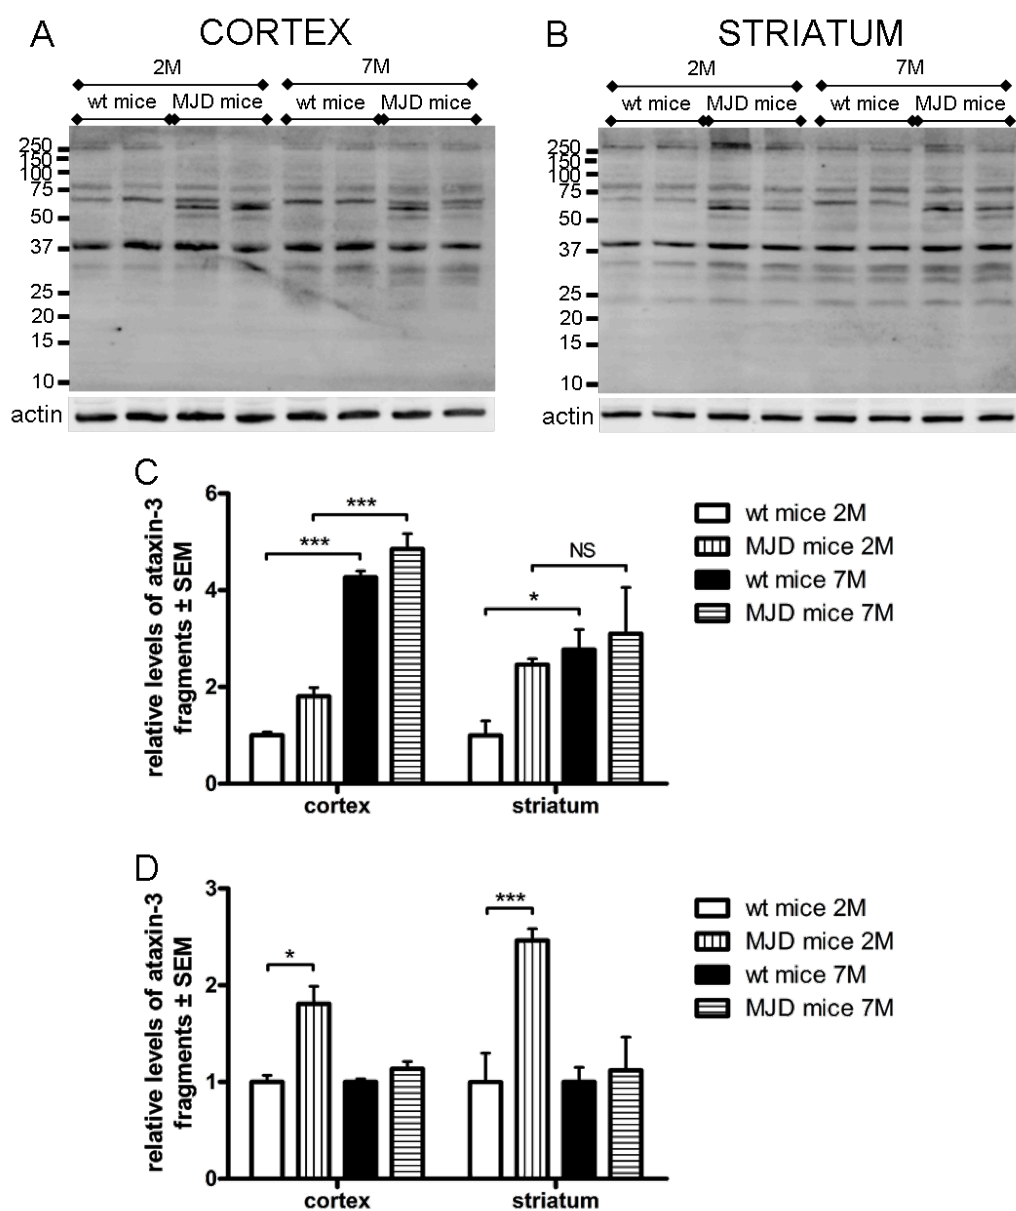 A CORTEX
2M 7M
wt mice MJD mice wt mice MJD mice
250
150
100
75
50
37
25
20
15
10
actin
B STRIATUM
2M 7M
wt mice MJD mice wt mice MJD mice
250
150
100
75
50
37
25
20
15
10
actin
C
relative levels of ataxin-3
fragments ± SEM
6
4
2
0
***
***
*
NS
cortex striatum
wt mice 2M
MJD mice 2M
wt mice 7M
MJD mice 7M
D
relative levels of ataxin-3
fragments ± SEM
3
2
1
0
*
***
cortex striatum
wt mice 2M
MJD mice 2M
wt mice 7M
MJD mice 7M